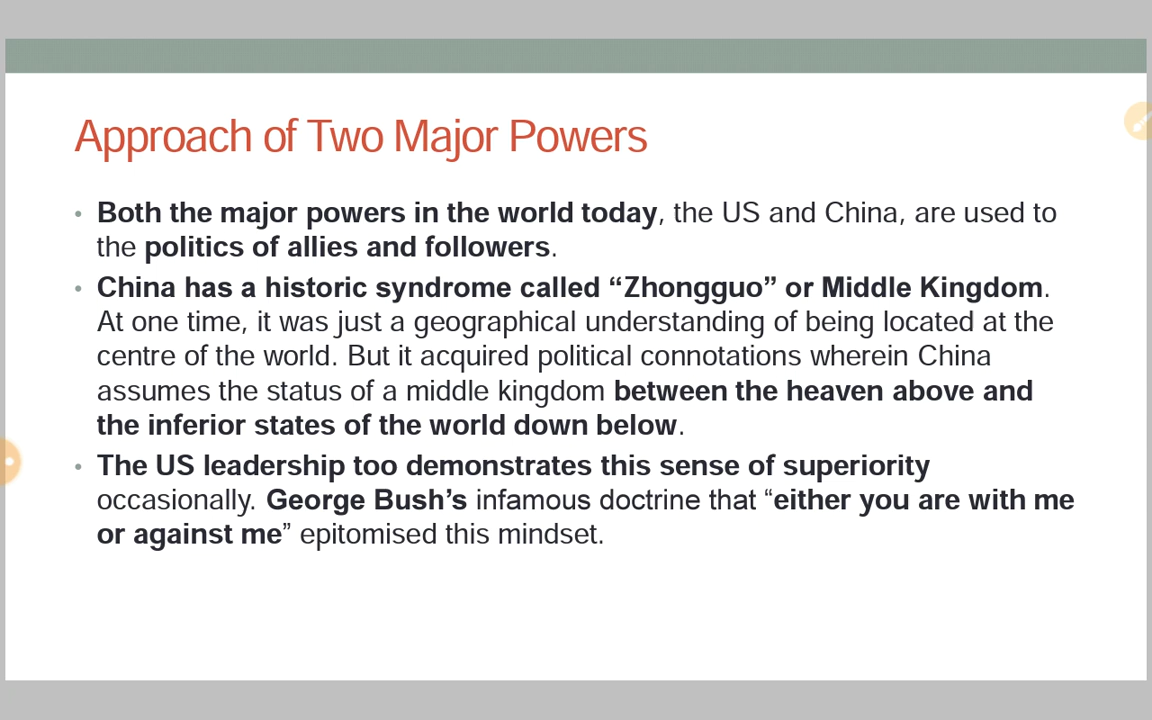 Approach of Two Major Powers
• Both the major powers in the world today, the US and China, are used to
the politics of allies and followers.
• China has a historic syndrome called “Zhongguo” or Middle Kingdom.
At one time, it was just a geographical understanding of being located at the
centre of the world. But it acquired political connotations wherein China
assumes the status of a middle kingdom between the heaven above and
the inferior states of the world down below.
• The US leadership too demonstrates this sense of superiority
occasionally. George Bush’s infamous doctrine that “either you are with me
or against me” epitomised this mindset.